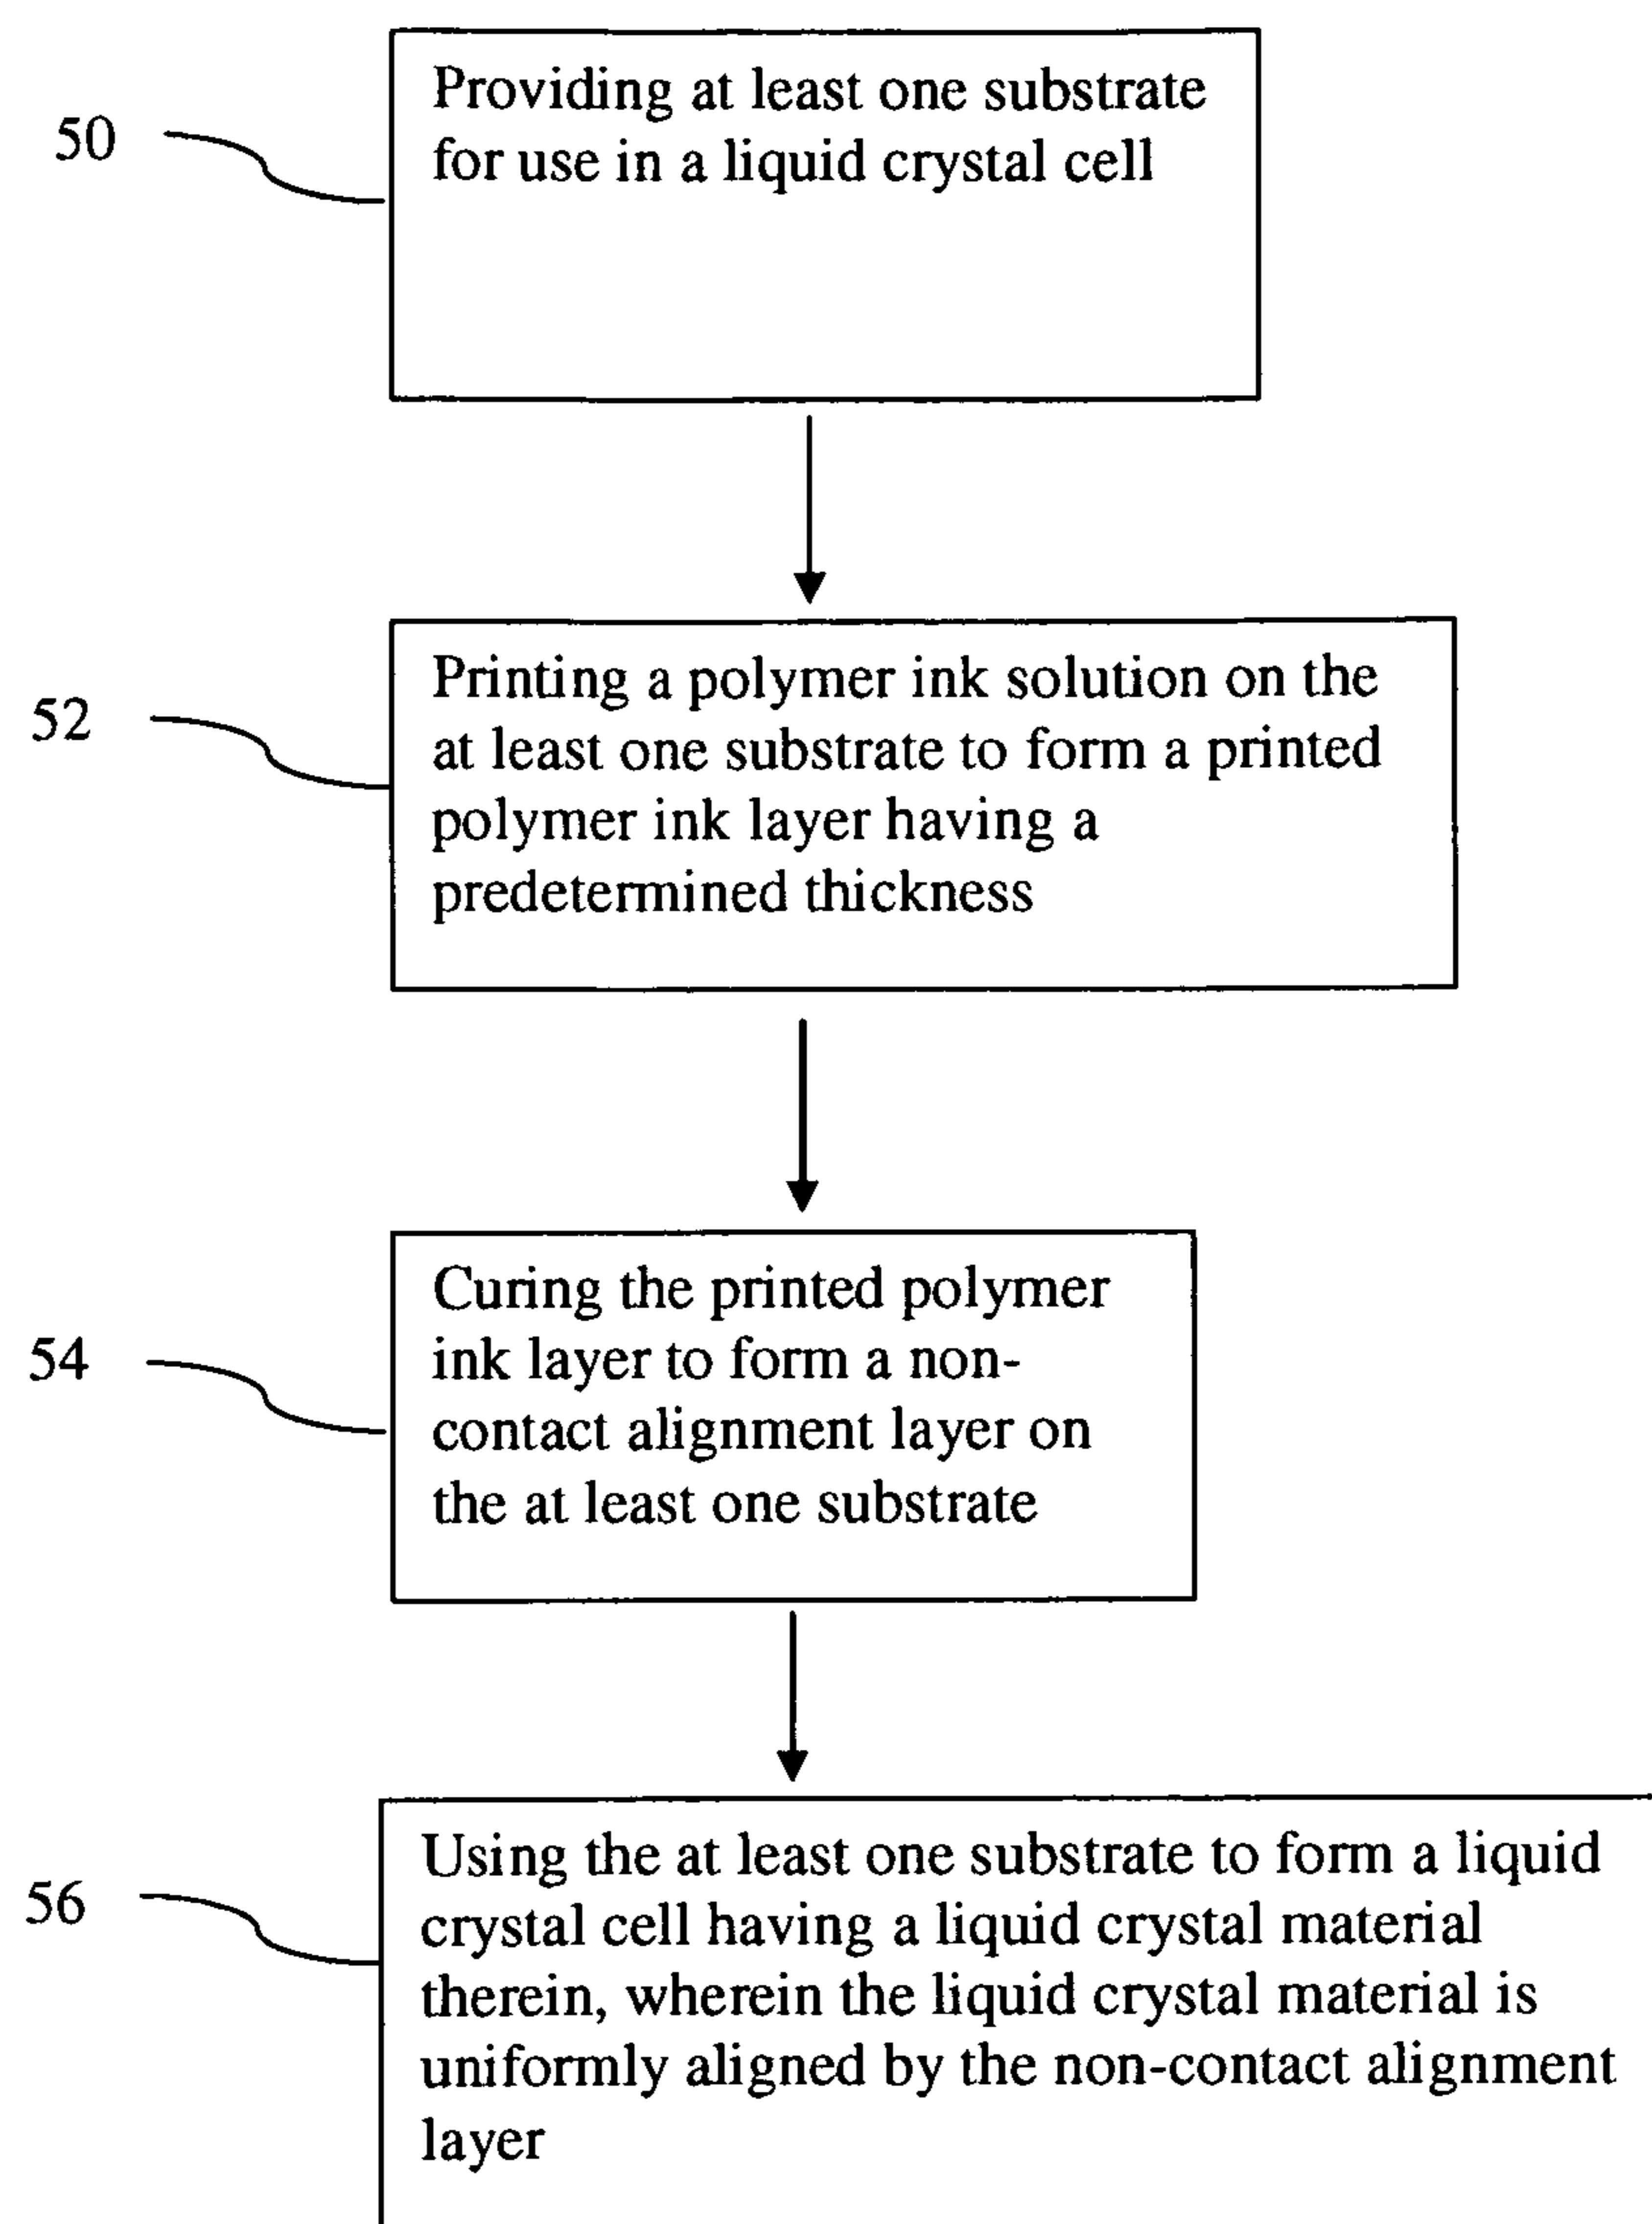 50
Providing at least one substrate
for use in a liquid crystal cell
52
Printing a polymer ink solution on the
at least one substrate to form a printed
polymer ink layer having a
predetermined thickness
54
Curing the printed polymer
ink layer to form a non-
contact alignment layer on
the at least one substrate
56
Using the at least one substrate to form a liquid
crystal cell having a liquid crystal material
therein, wherein the liquid crystal material is
uniformly aligned by the non-contact alignment
layer